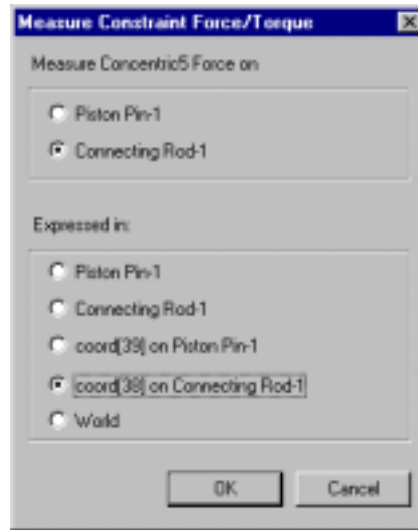 Measure Constraint Force/Torque
Measure Concentric5 Force on
Piston Pin-1
Connecting Rod-1
Expressed in:
Piston Pin-1
Connecting Rod-1
coord[39] on Piston Pin-1
coord[38] on Connecting Rod-1
World
OK
Cancel